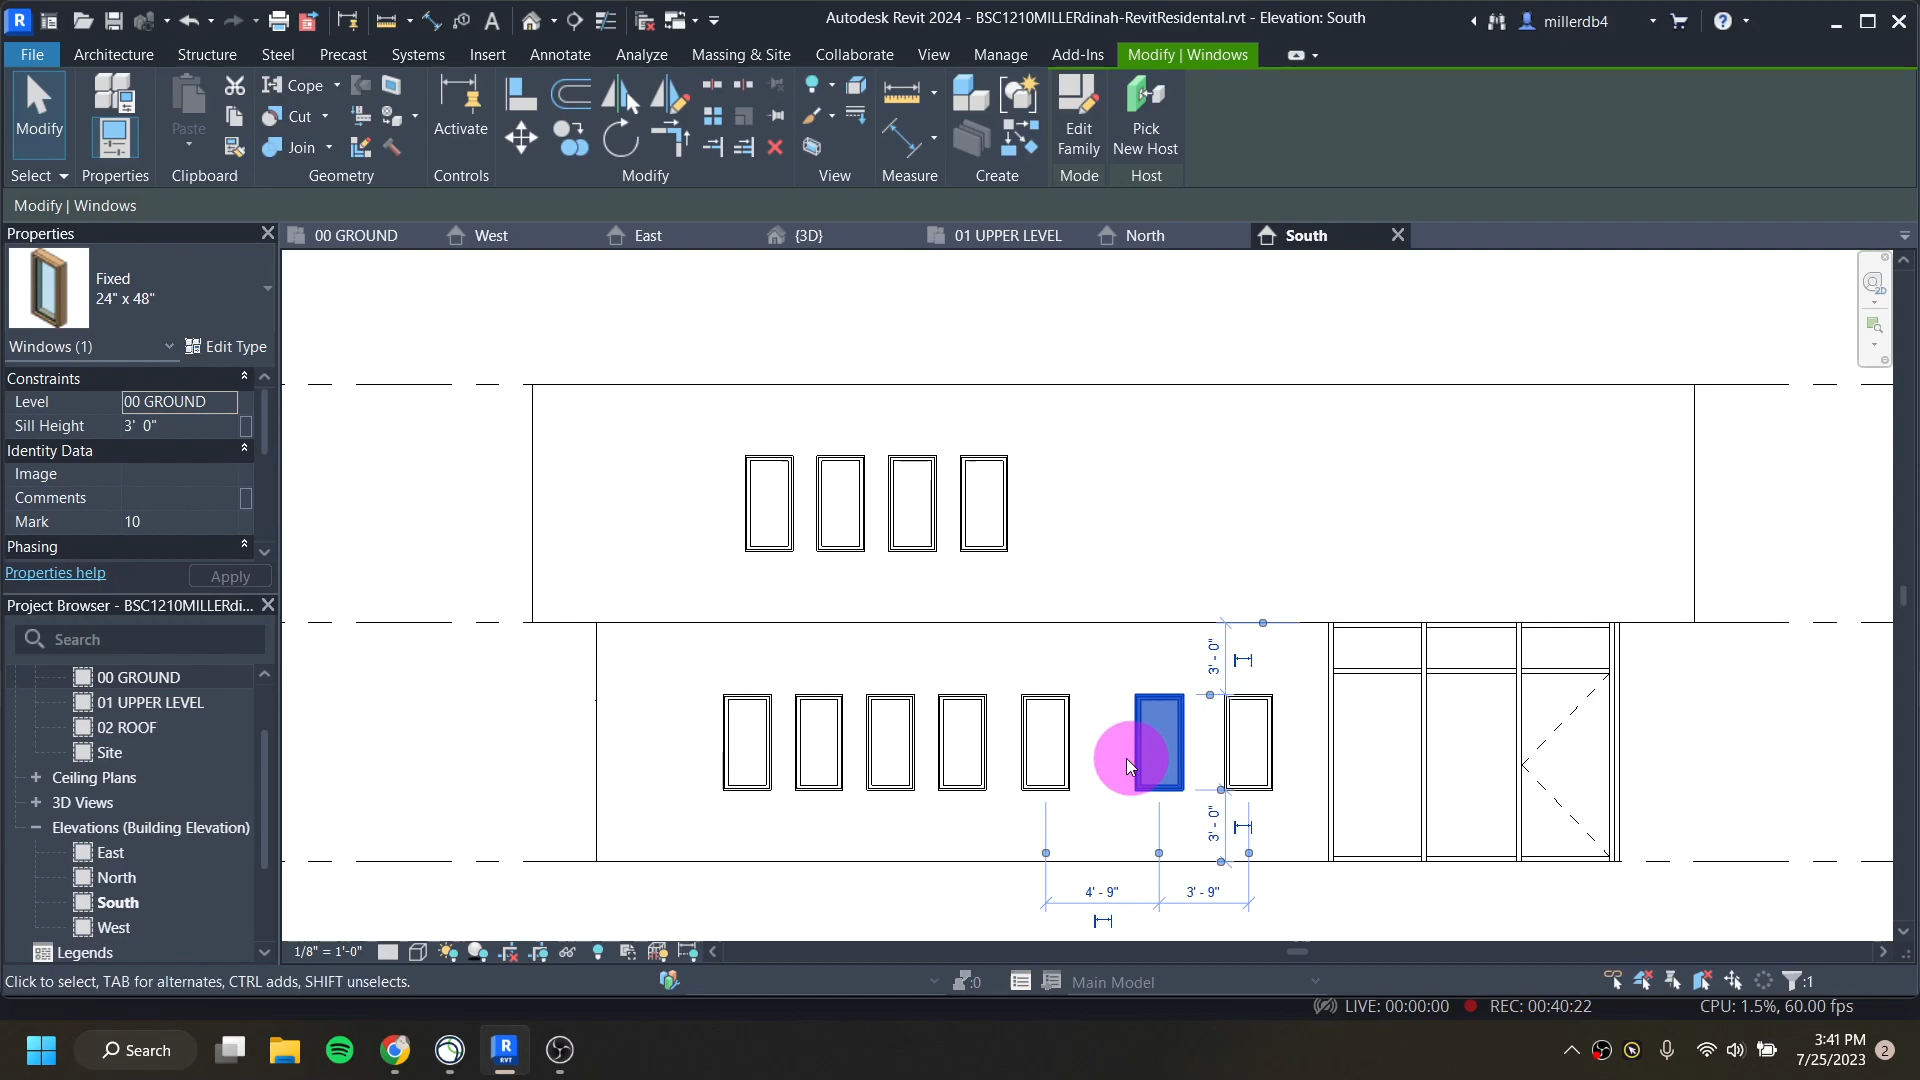 Autodesk Revit 2024 - BSC1210MILLERdinah-RevitResidental.rvt - Elevation: South
millerdb4
File
Architecture
Structure
Steel
Precast
Systems
Insert
Annotate
Analyze
Massing & Site
Collaborate
View
Manage
Add-Ins
Modify | Windows
Modify
Paste
Cope
Cut
Join
Activate
Edit
Family
Pick
New Host
Select
Properties
Clipboard
Geometry
Controls
Modify
View
Measure
Create
Mode
Host
Modify | Windows
Properties
00 GROUND
West
East
{3D}
01 UPPER LEVEL
North
South
Fixed
24" x 48"
Windows (1)
Edit Type
Constraints
Level
00 GROUND
Sill Height
3'  0"
Identity Data
Image
Comments
Mark
10
Phasing
Properties help
Apply
Project Browser - BSC1210MILLERdi...
Search
00 GROUND
01 UPPER LEVEL
02 ROOF
Site
Ceiling Plans
3D Views
Elevations (Building Elevation)
East
North
South
West
Legends
3' - 0"
3' - 0"
4' - 9"
3' - 9"
1/8" = 1'-0"
Click to select, TAB for alternates, CTRL adds, SHIFT unselects.
:0
Main Model
:1
LIVE: 00:00:00
REC: 00:40:22
CPU: 1.5%, 60.00 fps
Search
3:41 PM
7/25/2023
2